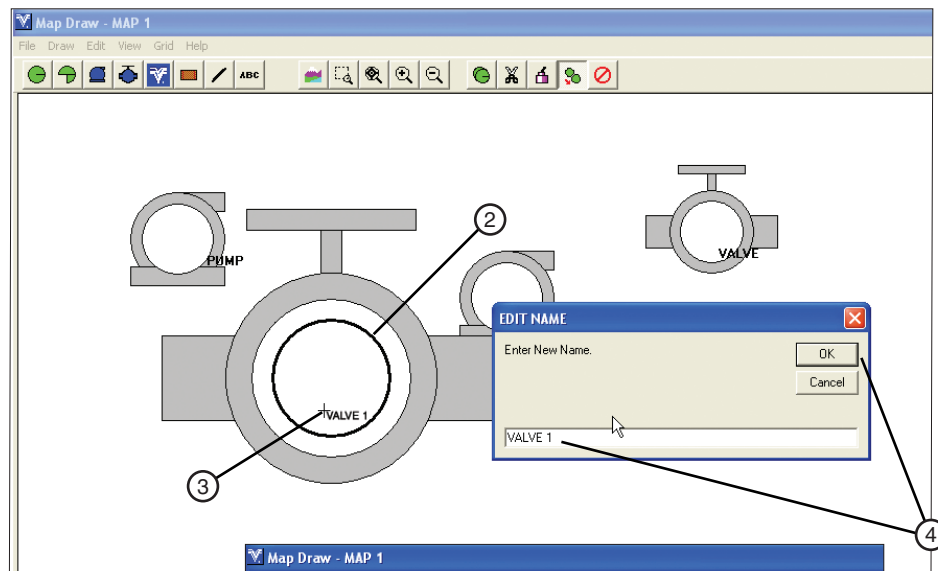 Map Draw - MAP 1
File Draw Edit View Grid Help
ABC
PUMP
2
VALVE
EDIT NAME
Enter New Name.
OK
Cancel
VALVE 1
VALVE 1
3
4
Map Draw - MAP 1